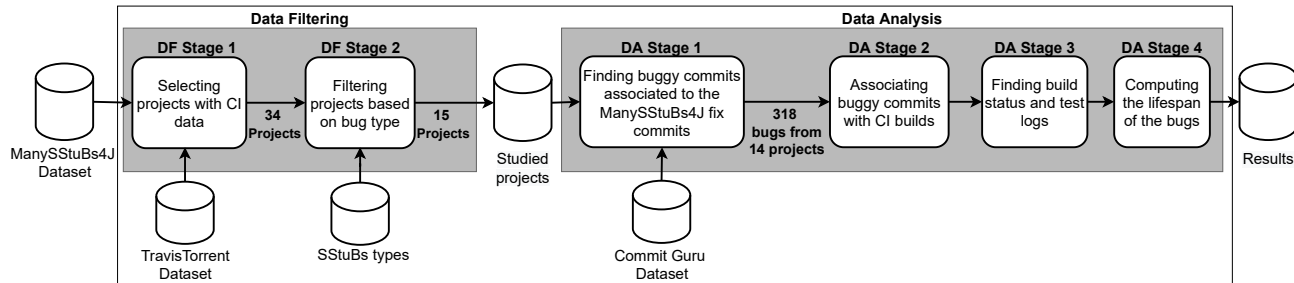 Data Filtering
Data Analysis
DF Stage 1
DF Stage 2
DA Stage 1
DA Stage 2
DA Stage 3
DA Stage 4
ManySStuBs4J
Dataset
Selecting
projects with CI
data
34
Projects
Filtering
projects based
on bug type
15
Projects
Studied
projects
Finding buggy commits
associated to the
ManySStuBs4J fix
commits
318
bugs from
14 projects
Associating
buggy commits
with CI builds
Finding build
status and test
logs
Computing
the lifespan
of the bugs
Results
TravisTorrent
Dataset
SStuBs types
Commit Guru
Dataset